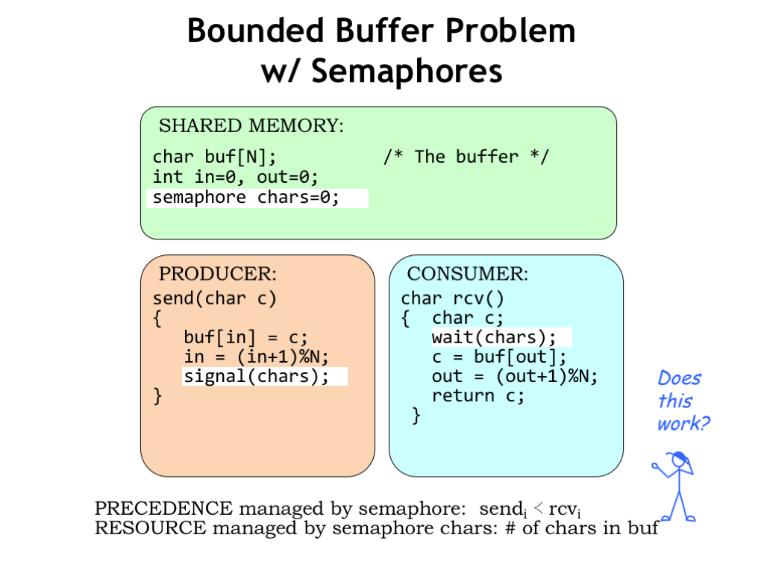 Bounded Buffer Problem
w/ Semaphores
SHARED MEMORY:
char buf[N];          /* The buffer */
int in=0, out=0;
semaphore chars=0;
PRODUCER:
send(char c)
{
   buf[in] = c;
   in = (in+1)%N;
   signal(chars);
}
CONSUMER:
char rcv()
{  char c;
   wait(chars);
   c = buf[out];
   out = (out+1)%N;
   return c;
}
Does
this
work?
PRECEDENCE managed by semaphore:  sendᵢ < rcvᵢ
RESOURCE managed by semaphore chars: # of chars in buf